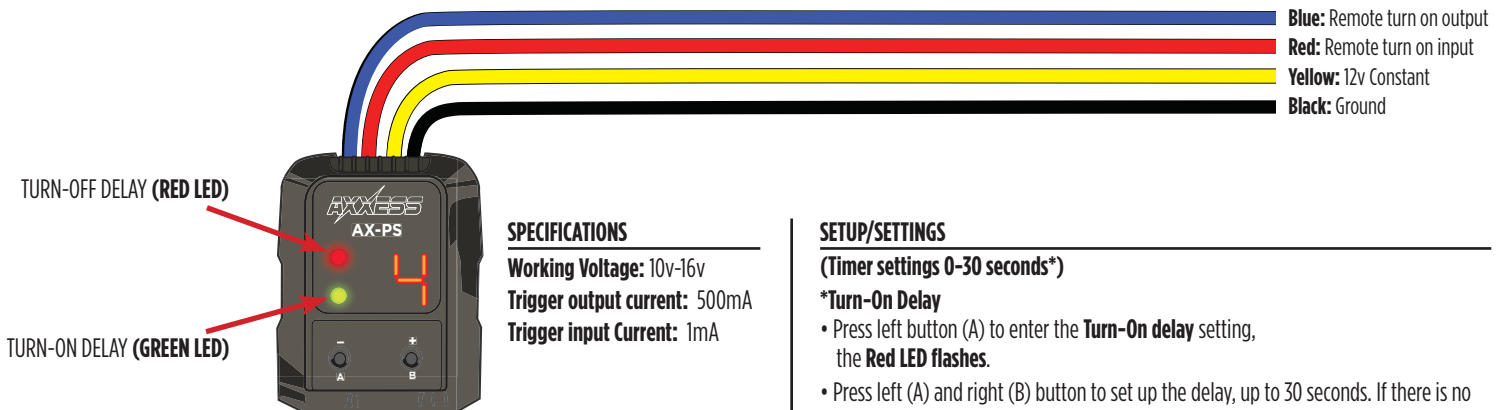 Blue: Remote turn on output
Red: Remote turn on input
Yellow: 12v Constant
Black: Ground
TURN-OFF DELAY (RED LED)
TURN-ON DELAY (GREEN LED)
AXXESS
AX-PS
4
- +
A B
SPECIFICATIONS
Working Voltage: 10v-16v
Trigger output current: 500mA
Trigger input Current: 1mA
SETUP/SETTINGS
(Timer settings 0-30 seconds*)
*Turn-On Delay
• Press left button (A) to enter the Turn-On delay setting,
the Red LED flashes.
• Press left (A) and right (B) button to set up the delay, up to 30 seconds. If there is no